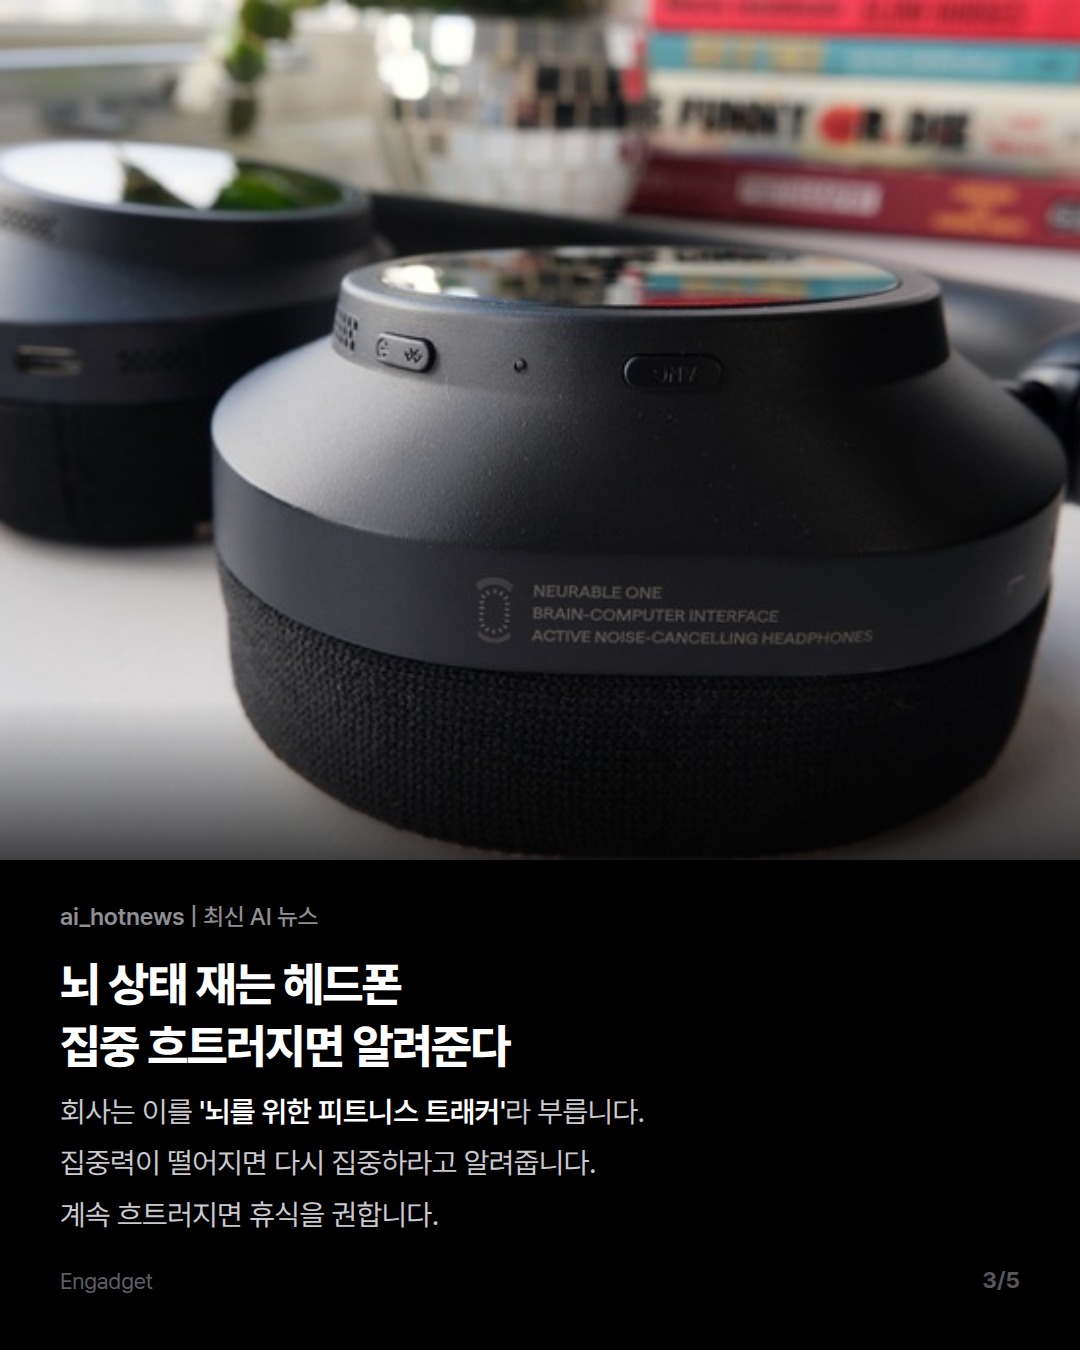 FUNNY OR DIE
ANC
NEURABLE ONE
BRAIN-COMPUTER INTERFACE
ACTIVE NOISE-CANCELLING HEADPHONES
ai_hotnews | 최신 AI 뉴스
뇌 상태 재는 헤드폰
집중 흐트러지면 알려준다
회사는 이를 '뇌를 위한 피트니스 트래커'라 부릅니다.
집중력이 떨어지면 다시 집중하라고 알려줍니다.
계속 흐트러지면 휴식을 권합니다.
Engadget
3/5